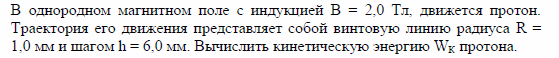 В однородном магнитном поле с индукцией B = 2,0 Тл, движется протон.
Траектория его движения представляет собой винтовую линию радиуса R =
1,0 мм и шагом h = 6,0 мм. Вычислить кинетическую энергию WК протона.